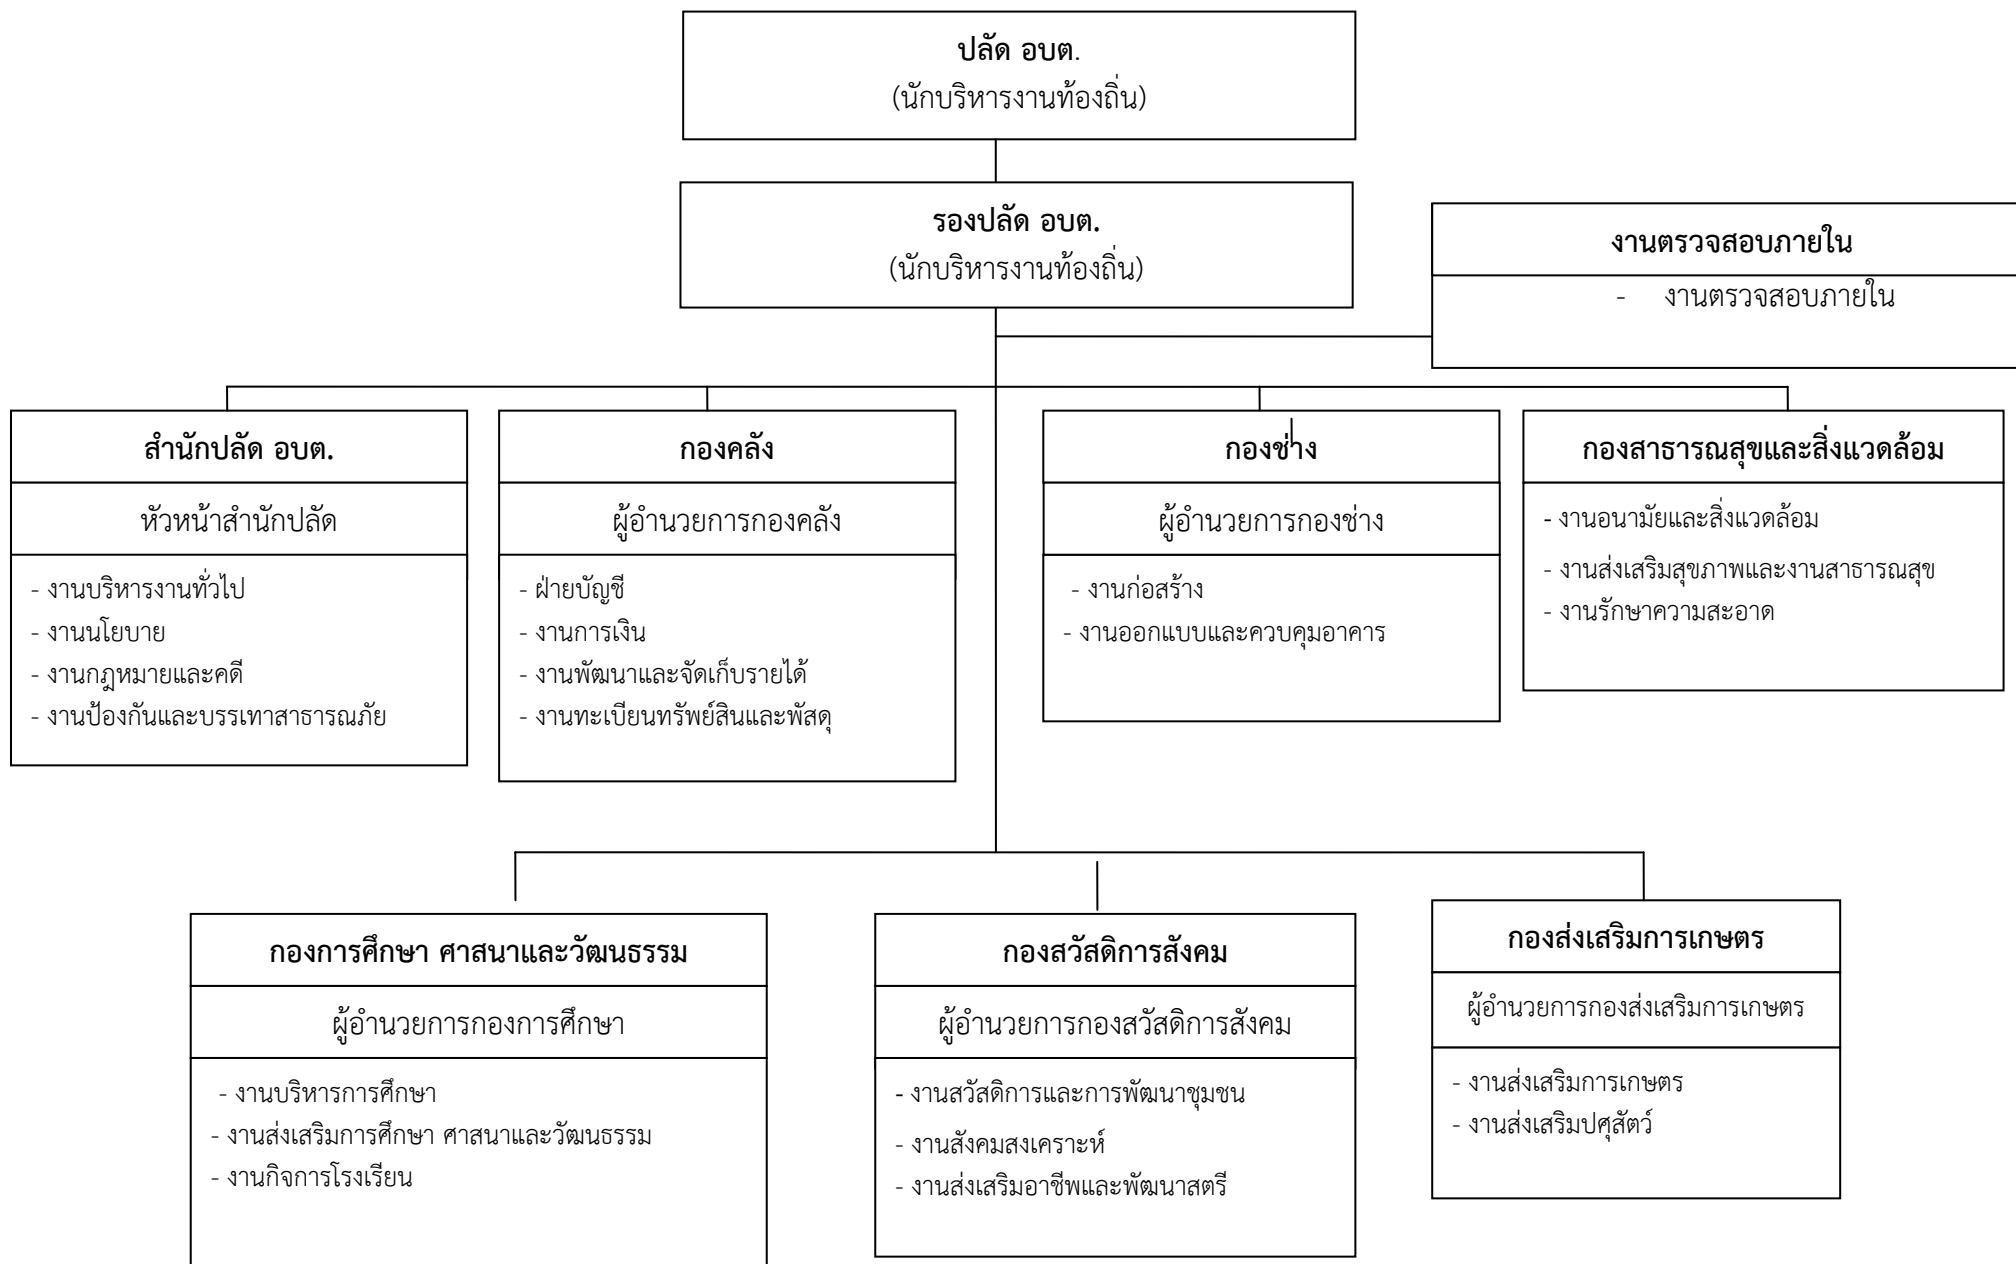 ปลัด อบต.
(นักบริหารงานท้องถิ่น)
รองปลัด อบต.
(นักบริหารงานท้องถิ่น)
งานตรวจสอบภายใน
- งานตรวจสอบภายใน
สำนักปลัด อบต.
หัวหน้าสำนักปลัด
- งานบริหารงานทั่วไป
- งานนโยบาย
- งานกฎหมายและคดี
- งานป้องกันและบรรเทาสาธารณภัย
กองคลัง
ผู้อำนวยการกองคลัง
- ฝ่ายบัญชี
- งานการเงิน
- งานพัฒนาและจัดเก็บรายได้
- งานทะเบียนทรัพย์สินและพัสดุ
กองช่าง
ผู้อำนวยการกองช่าง
- งานก่อสร้าง
- งานออกแบบและควบคุมอาคาร
กองสาธารณสุขและสิ่งแวดล้อม
- งานอนามัยและสิ่งแวดล้อม
- งานส่งเสริมสุขภาพและงานสาธารณสุข
- งานรักษาความสะอาด
กองการศึกษา ศาสนาและวัฒนธรรม
ผู้อำนวยการกองการศึกษา
- งานบริหารการศึกษา
- งานส่งเสริมการศึกษา ศาสนาและวัฒนธรรม
- งานกิจการโรงเรียน
กองสวัสดิการสังคม
ผู้อำนวยการกองสวัสดิการสังคม
- งานสวัสดิการและการพัฒนาชุมชน
- งานสังคมสงเคราะห์
- งานส่งเสริมอาชีพและพัฒนาสตรี
กองส่งเสริมการเกษตร
ผู้อำนวยการกองส่งเสริมการเกษตร
- งานส่งเสริมการเกษตร
- งานส่งเสริมปศุสัตว์